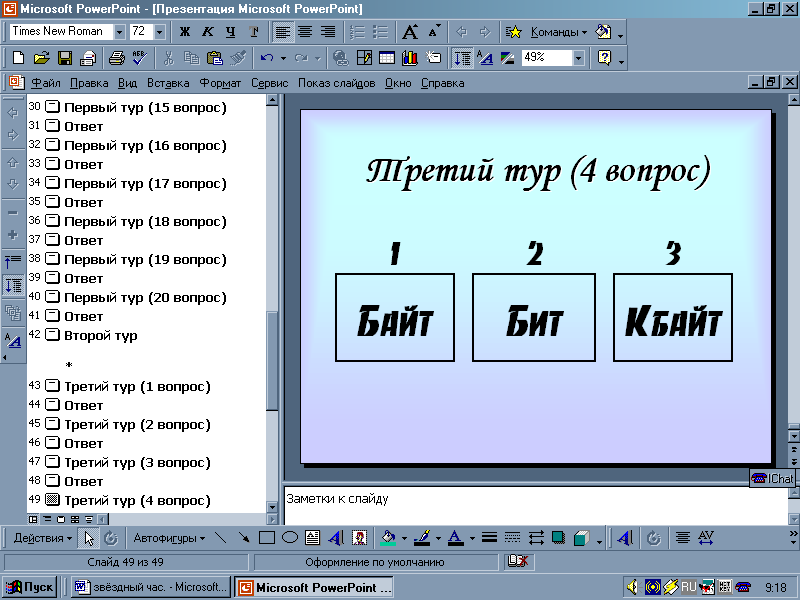 Microsoft PowerPoint - [Презентация Microsoft PowerPoint]
Times New Roman 72 Ж К Ч Команды
49%
Файл Правка Вид Вставка Формат Сервис Показ слайдов Окно Справка
30 Первый тур (15 вопрос)
31 Ответ
32 Первый тур (16 вопрос)
33 Ответ
34 Первый тур (17 вопрос)
35 Ответ
36 Первый тур (18 вопрос)
37 Ответ
38 Первый тур (19 вопрос)
39 Ответ
40 Первый тур (20 вопрос)
41 Ответ
42 Второй тур
*
43 Третий тур (1 вопрос)
44 Ответ
45 Третий тур (2 вопрос)
46 Ответ
47 Третий тур (3 вопрос)
48 Ответ
49 Третий тур (4 вопрос)
Третий тур (4 вопрос)
1 2 3
Байт Бит Кбайт
IChat
Заметки к слайду
Действия Автофигуры
Слайд 49 из 49 Оформление по умолчанию
Пуск звёздный час. - Microsoft... Microsoft PowerPoint ... RU 9:18